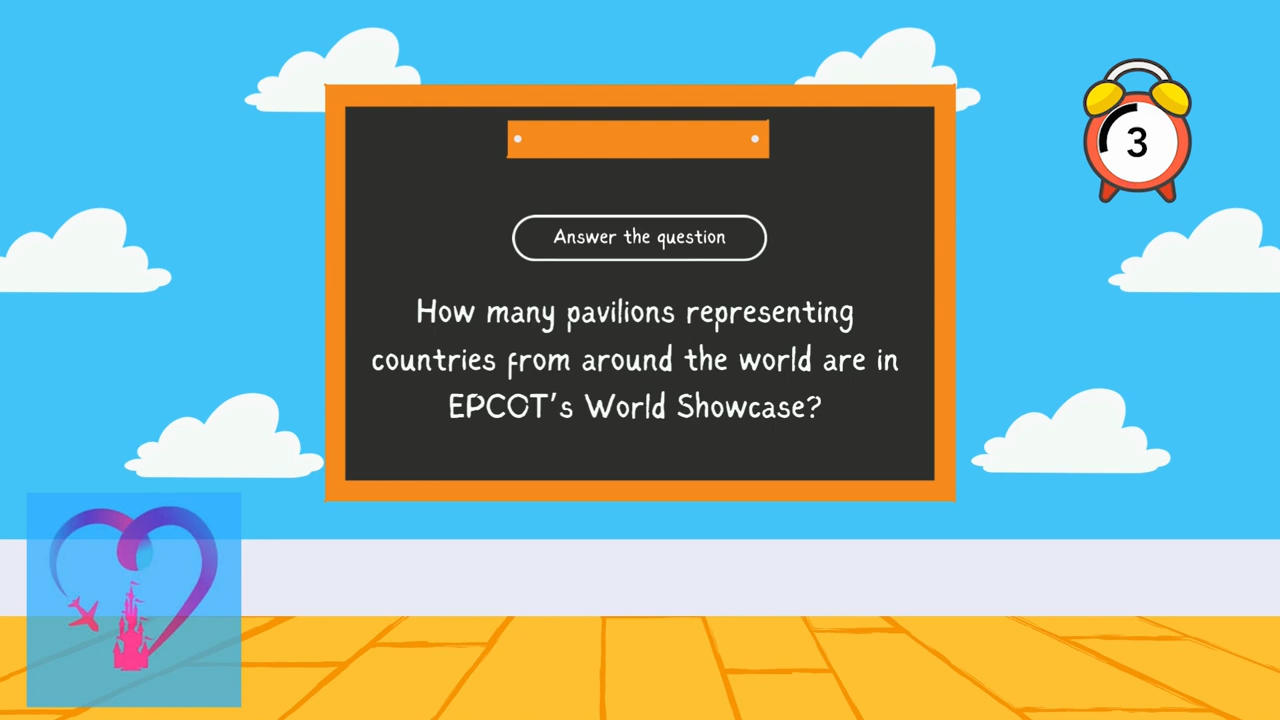 3
Answer the question
How many pavilions representing
countries from around the world are in
EPCOT's World Showcase?